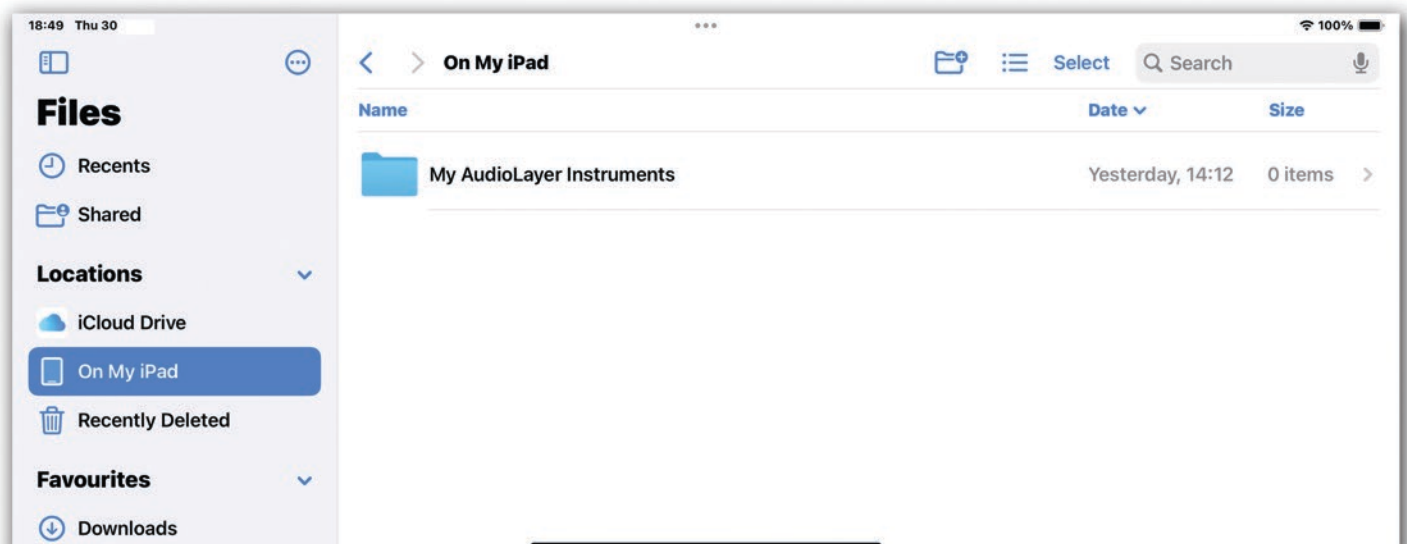 18:49 Thu 30
100%
Files
Recents
Shared
Locations
iCloud Drive
On My iPad
Recently Deleted
Favourites
Downloads
On My iPad
Select
Search
Name Date Size
My AudioLayer Instruments Yesterday, 14:12 0 items